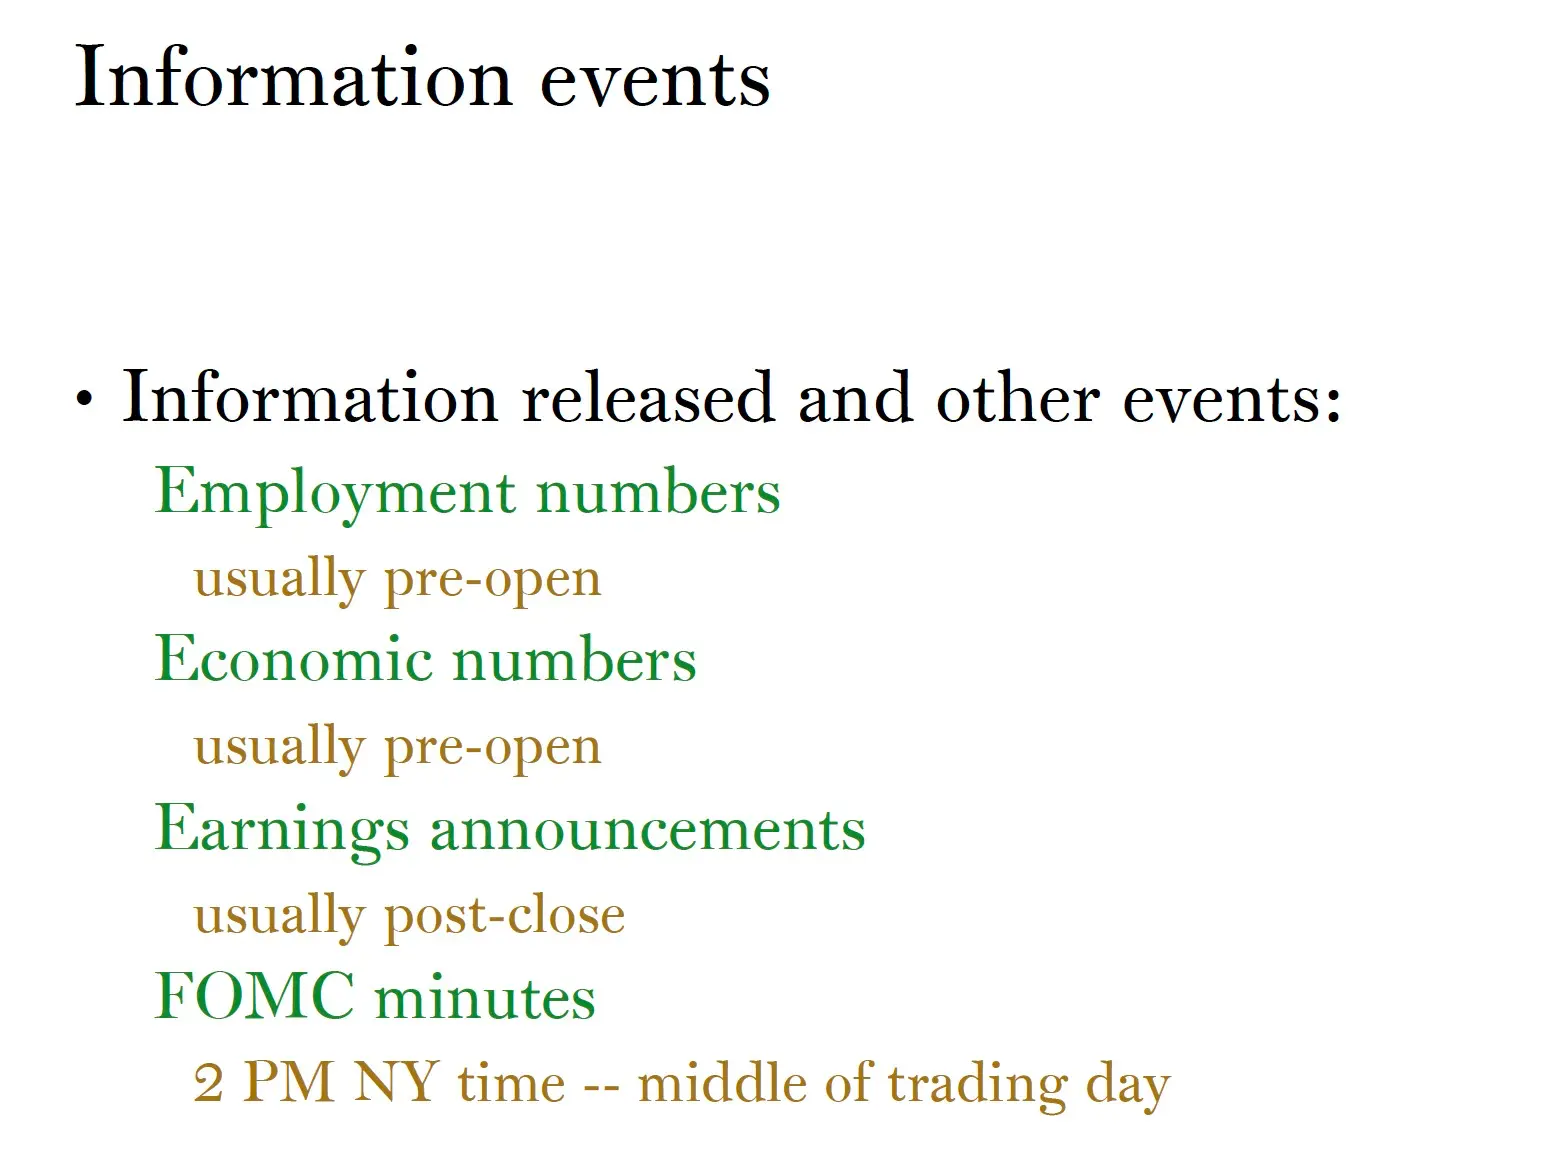 Information events
• Information released and other events:
Employment numbers
usually pre-open
Economic numbers
usually pre-open
Earnings announcements
usually post-close
FOMC minutes
2 PM NY time -- middle of trading day